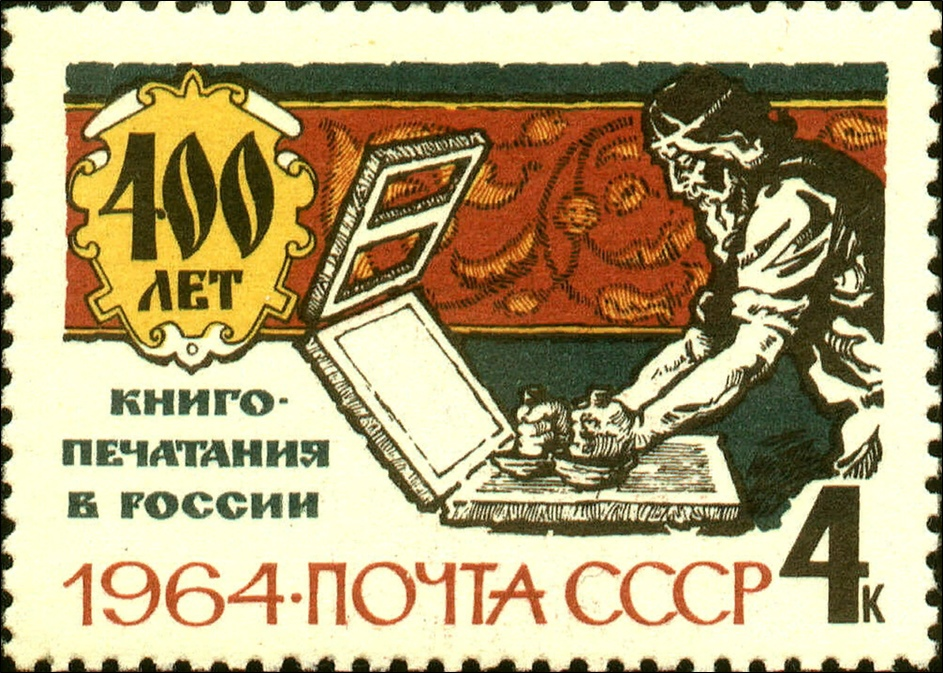 400
ЛЕТ
КНИГО-
ПЕЧАТАНИЯ
В РОССИИ
1964·ПОЧТА СССР 4К